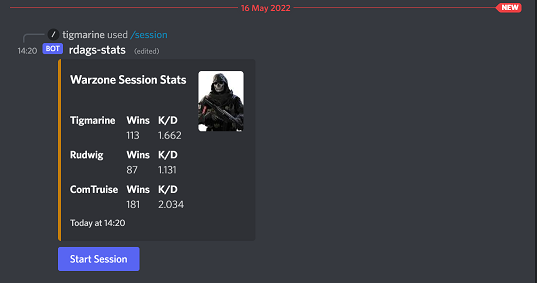 16 May 2022
NEW
/ tigmarine used /session
14:20 BOT rdags-stats (edited)
Warzone Session Stats
Tigmarine Wins K/D
113 1.662
Rudwig Wins K/D
87 1.131
ComTruise Wins K/D
181 2.034
Today at 14:20
Start Session